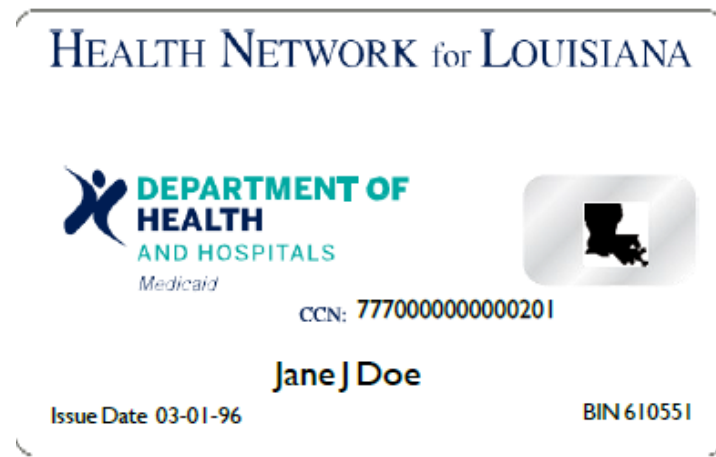 HEALTH NETWORK for LOUISIANA
DEPARTMENT OF
HEALTH
AND HOSPITALS
Medicaid
CCN: 7770000000000201
Jane J Doe
Issue Date 03-01-96
BIN 610551